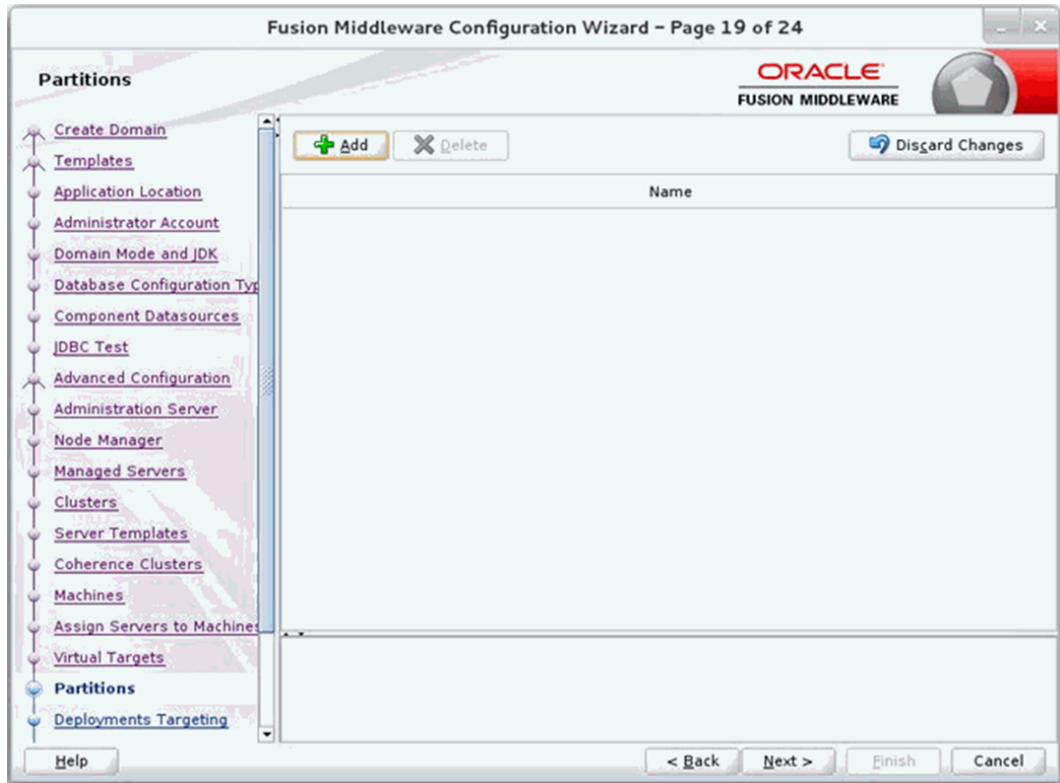 Fusion Middleware Configuration Wizard – Page 19 of 24
Partitions
ORACLE
FUSION MIDDLEWARE
Create Domain
Templates
Application Location
Administrator Account
Domain Mode and JDK
Database Configuration Typ
Component Datasources
JDBC Test
Advanced Configuration
Administration Server
Node Manager
Managed Servers
Clusters
Server Templates
Coherence Clusters
Machines
Assign Servers to Machines
Virtual Targets
Partitions
Deployments Targeting
Add Delete Discard Changes
Name
Help < Back Next > Finish Cancel